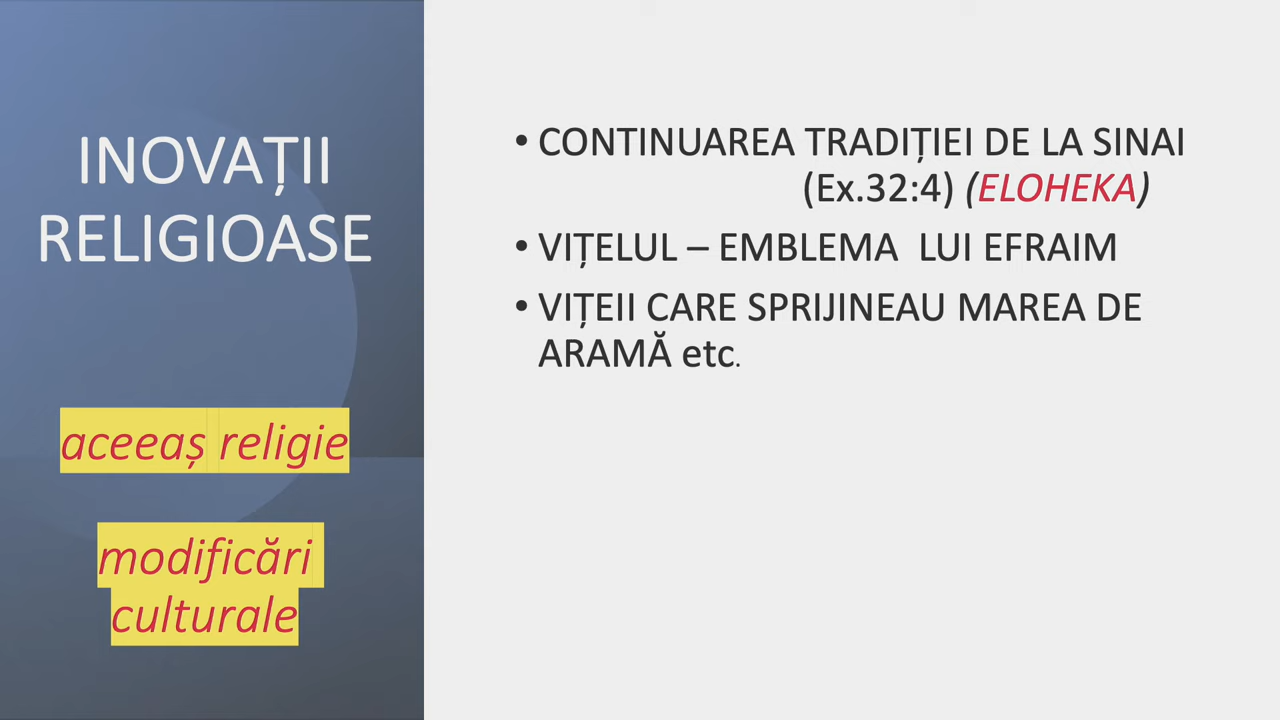 INOVAȚII
RELIGIOASE
aceeaș religie
modificări
culturale
• CONTINUAREA TRADIȚIEI DE LA SINAI
(Ex.32:4) (ELOHEKA)
• VIȚELUL – EMBLEMA LUI EFRAIM
• VIȚEII CARE SPRIJINEAU MAREA DE
ARAMĂ etc.